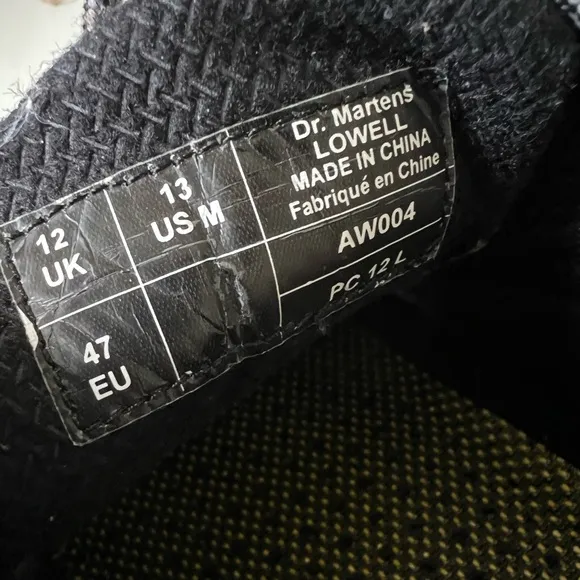 12
UK
13
US M
47
EU
Dr. Martens
LOWELL
MADE IN CHINA
Fabriqué en Chine
AW004
PC 12 L